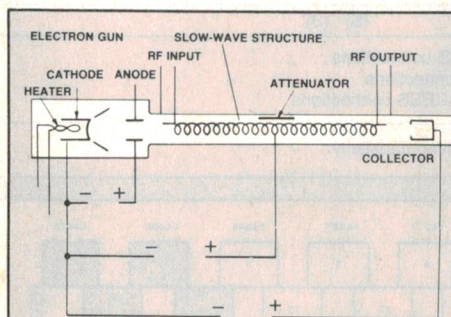 ELECTRON GUN
SLOW-WAVE STRUCTURE
RF INPUT
RF OUTPUT
CATHODE
ANODE
ATTENUATOR
HEATER
COLLECTOR
− +
− +
− +